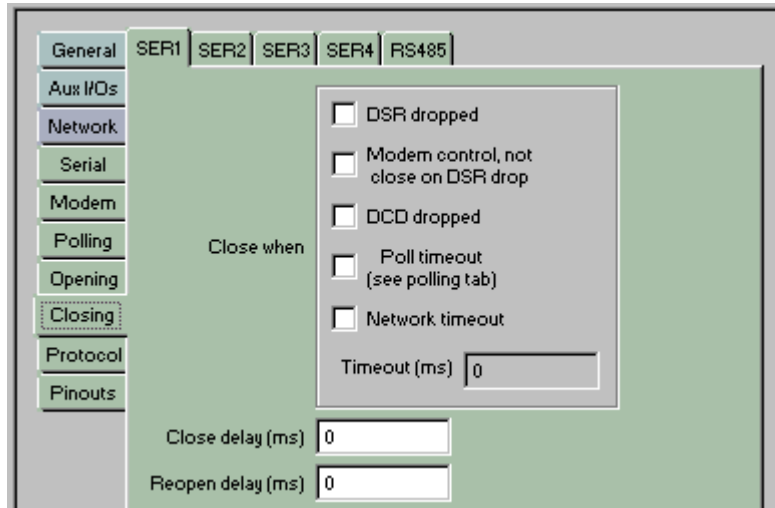 General
Aux I/Os
Network
Serial
Modem
Polling
Opening
Closing
Protocol
Pinouts
SER1 SER2 SER3 SER4 RS485
Close when
DSR dropped
Modem control, not
close on DSR drop
DCD dropped
Poll timeout
(see polling tab)
Network timeout
Timeout (ms) 0
Close delay (ms) 0
Reopen delay (ms) 0